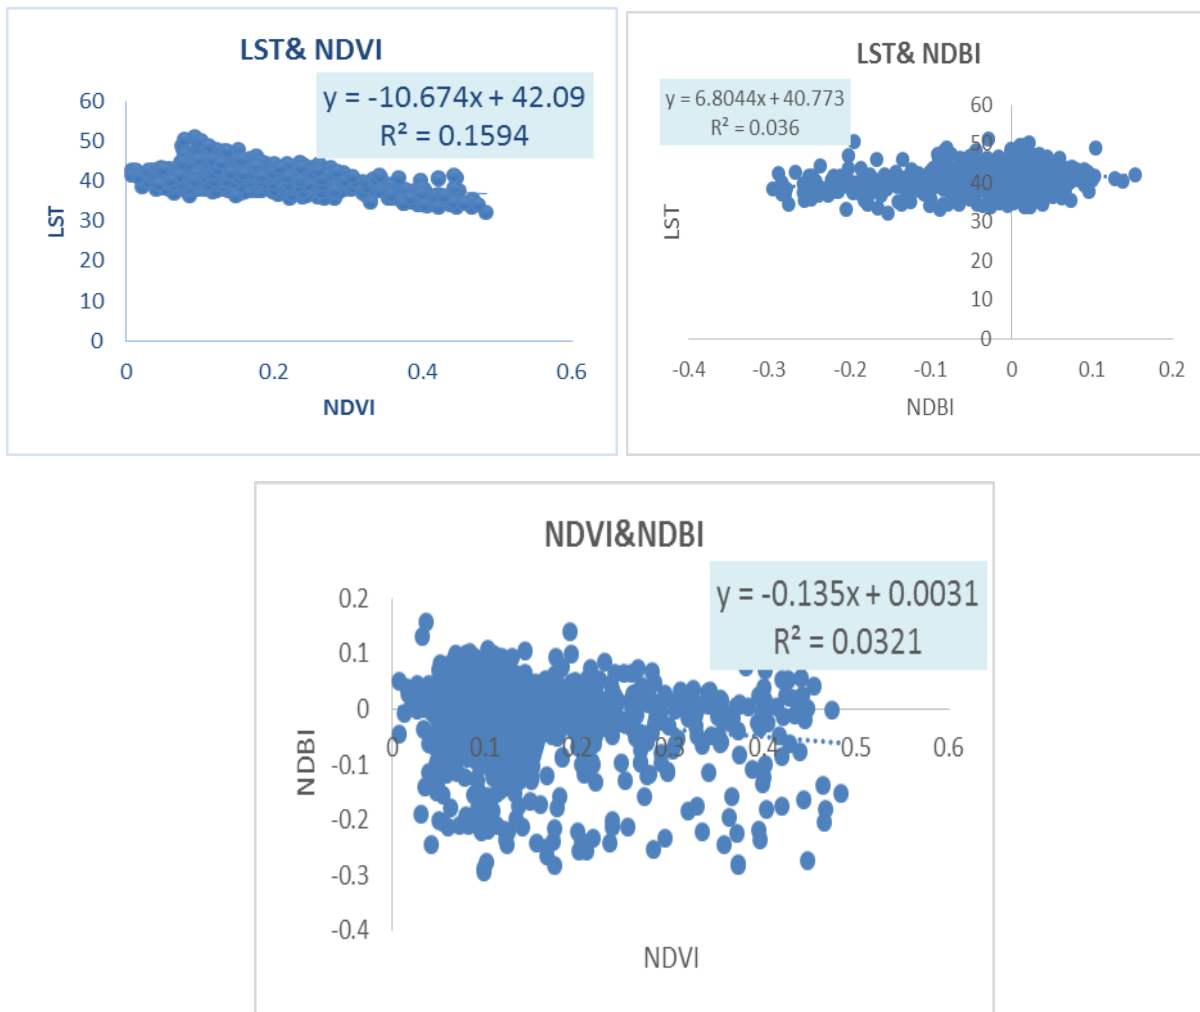 LST& NDVI
y = -10.674x + 42.09
R² = 0.1594
60
50
40
30
20
10
0
LST
0 0.2 0.4 0.6
NDVI
LST& NDBI
y = 6.8044x + 40.773
R² = 0.036
60
50
40
30
20
10
0
LST
-0.4 -0.3 -0.2 -0.1 0 0.1 0.2
NDBI
NDVI&NDBI
y = -0.135x + 0.0031
R² = 0.0321
0.2
0.1
0
-0.1
-0.2
-0.3
-0.4
NDBI
0 0.1 0.2 0.3 0.4 0.5 0.6
NDVI